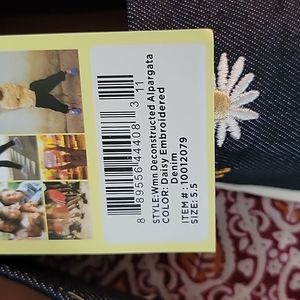 8 89556 44408 3 11
STYLE:Wmn Deconstructed Alpargata
COLOR: Daisy Embroidered
Denim
ITEM # : 10012079
SIZE: 5.5